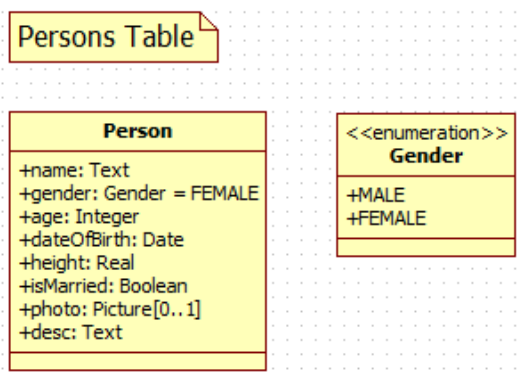 Persons Table
Person
+name: Text
+gender: Gender = FEMALE
+age: Integer
+dateOfBirth: Date
+height: Real
+isMarried: Boolean
+photo: Picture[0..1]
+desc: Text
<<enumeration>>
Gender
+MALE
+FEMALE